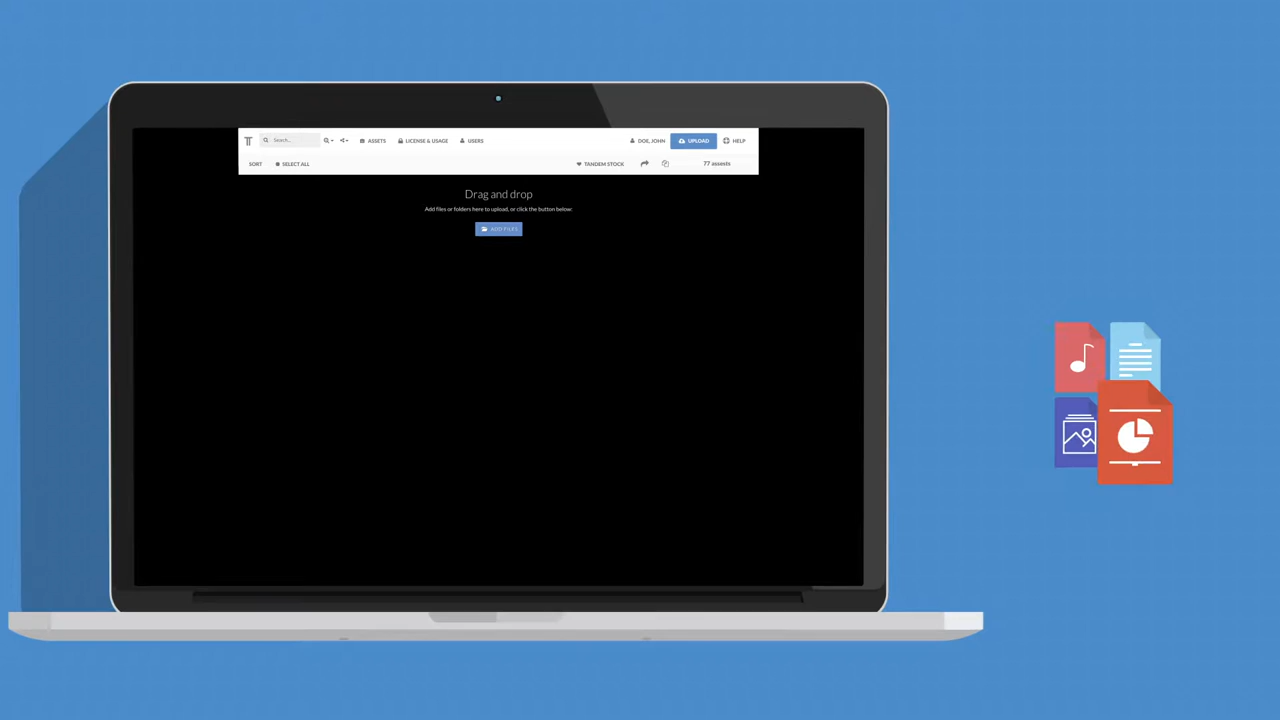 Search... ASSETS LICENSE & USAGE USERS DOE, JOHN UPLOAD HELP
SORT SELECT ALL TANDEM STOCK 77 assests
Drag and drop
Add files or folders here to upload, or click the button below:
ADD FILES